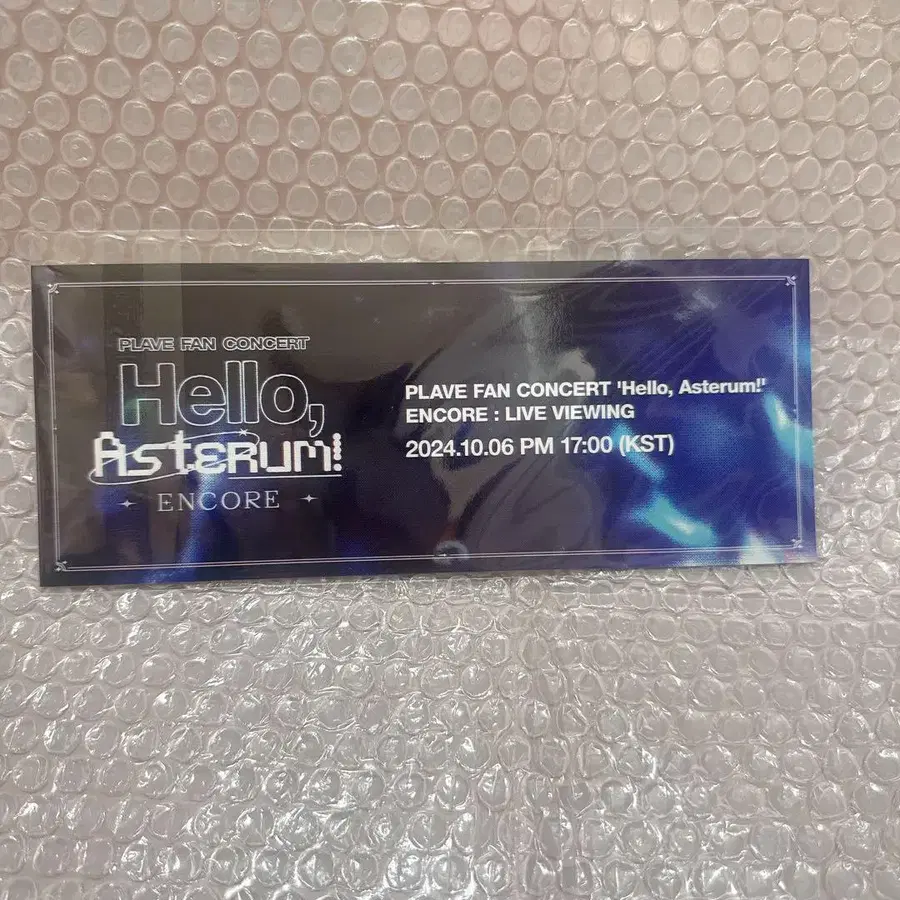 PLAVE FAN CONCERT
Hello,
Asterum!
ENCORE
PLAVE FAN CONCERT 'Hello, Asterum!'
ENCORE : LIVE VIEWING
2024.10.06 PM 17:00 (KST)